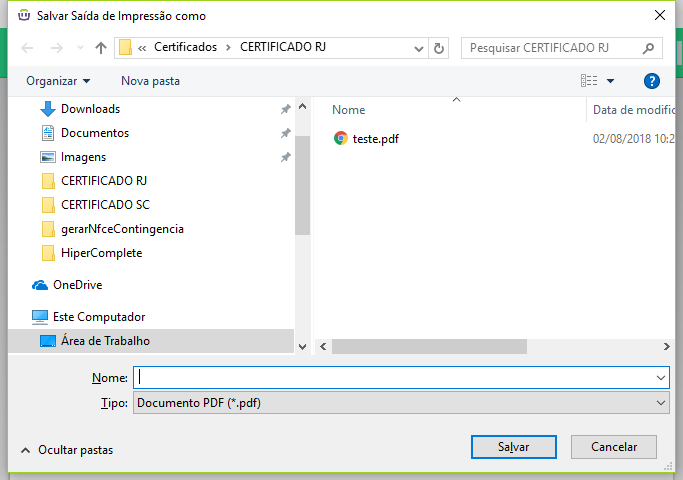 Salvar Saída de Impressão como
« Certificados › CERTIFICADO RJ
Pesquisar CERTIFICADO RJ
Organizar
Nova pasta
?
Downloads
Documentos
Imagens
CERTIFICADO RJ
CERTIFICADO SC
gerarNfceContingencia
HiperComplete
OneDrive
Este Computador
Área de Trabalho
Nome
Data de modific
teste.pdf
02/08/2018 10:2
Nome:
Tipo: Documento PDF (*.pdf)
Ocultar pastas
Salvar
Cancelar